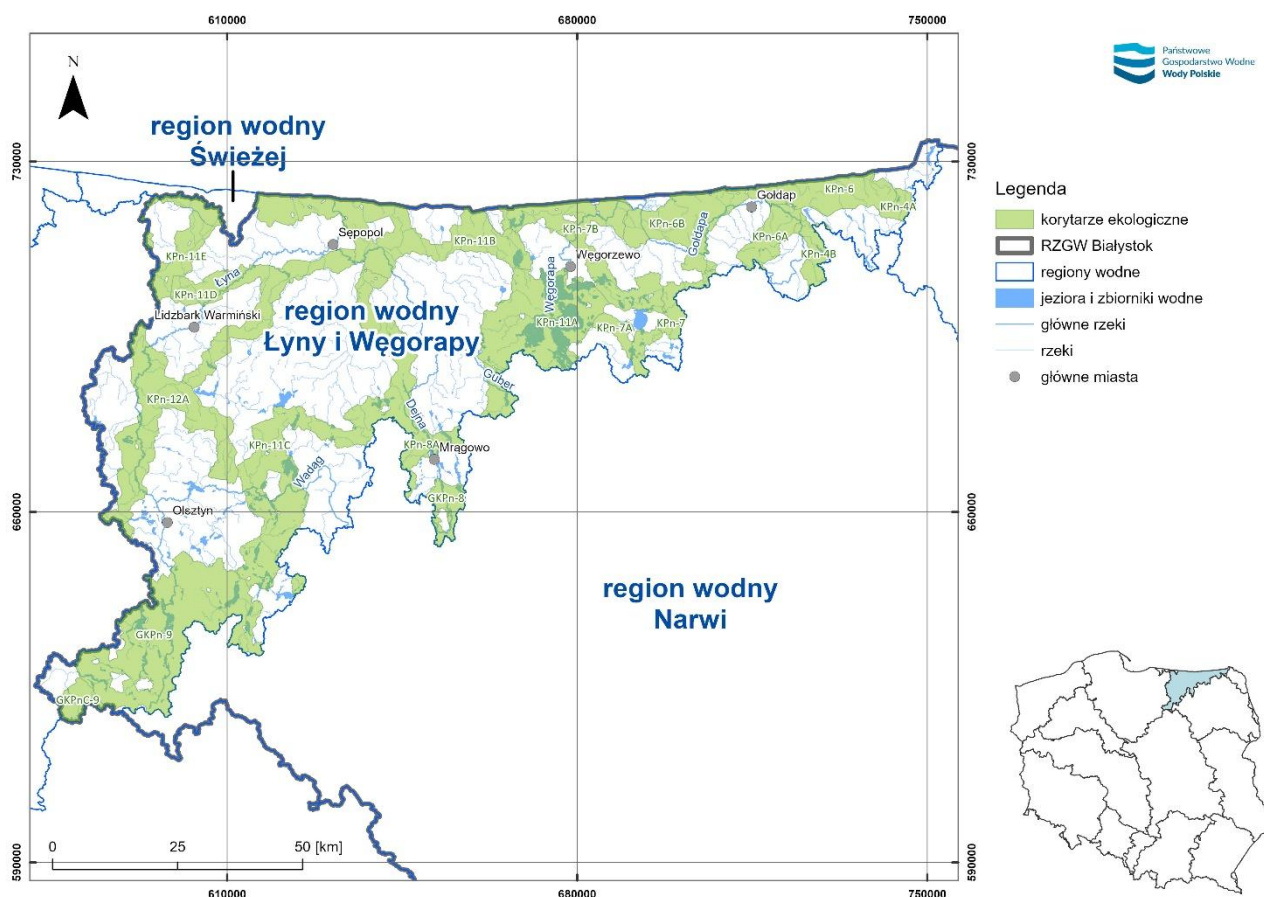 610000
680000
750000
Państwowe
Gospodarstwo Wodne
Wody Polskie
N
region wodny
Świeżej
730000
730000
Legenda
korytarze ekologiczne
RZGW Białystok
regiony wodne
jeziora i zbiorniki wodne
główne rzeki
rzeki
główne miasta
KPn-6
KPn-4A
Gołdap
KPn-6B
KPn-7B
Gołdapa
KPn-6A
KPn-4B
Sępopol
KPn-11B
KPn-11E
Węgorzewo
Łyna
Węgorapa
KPn-11D
Lidzbark Warmiński
region wodny
Łyny i Węgorapy
KPn-11A
KPn-7A
KPn-7
Guber
KPn-12A
Dejna
KPn-11C
KPn-8A
Mrągowo
Wadąg
GKPn-8
Olsztyn
660000
660000
region wodny
Narwi
GKPn-9
GKPnC-9
0
25
50 [km]
590000
590000
610000
680000
750000